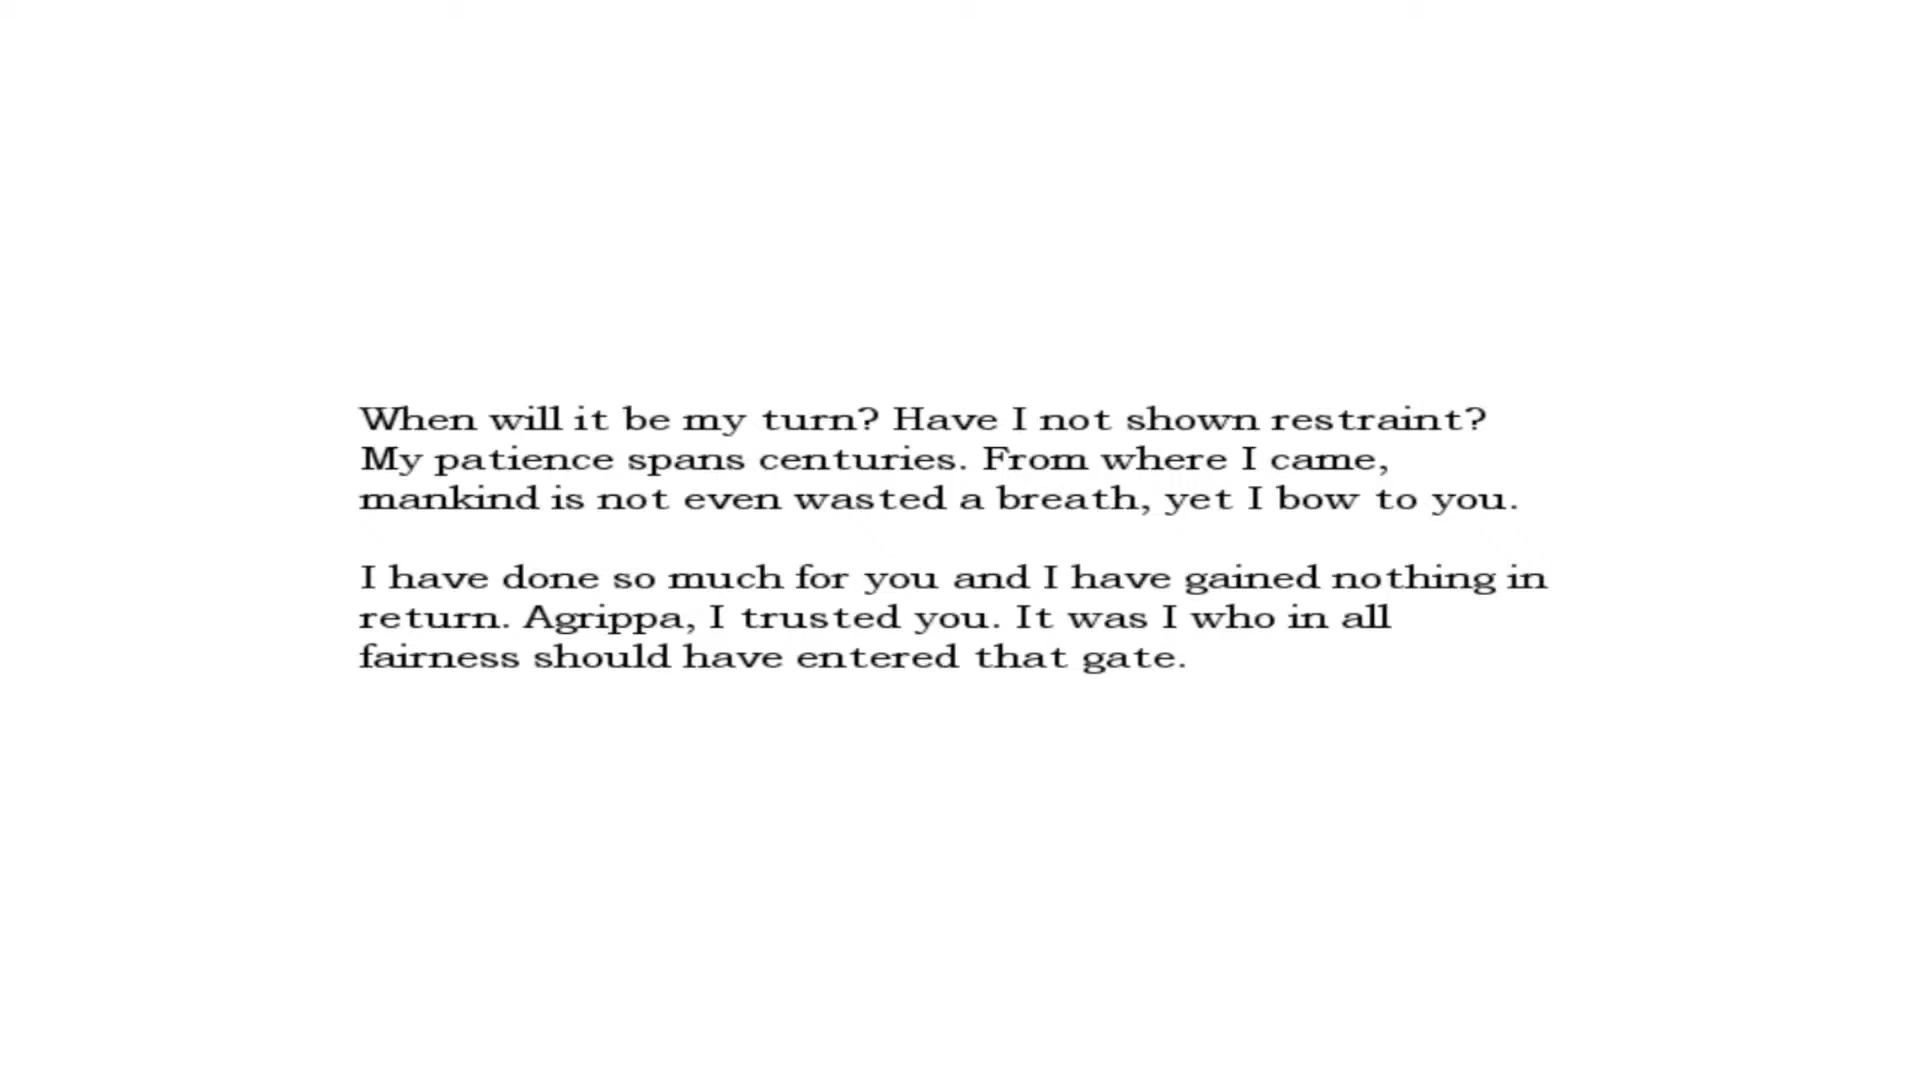 When will it be my turn? Have I not shown restraint?
My patience spans centuries. From where I came,
mankind is not even wasted a breath, yet I bow to you.
I have done so much for you and I have gained nothing in
return. Agrippa, I trusted you. It was I who in all
fairness should have entered that gate.